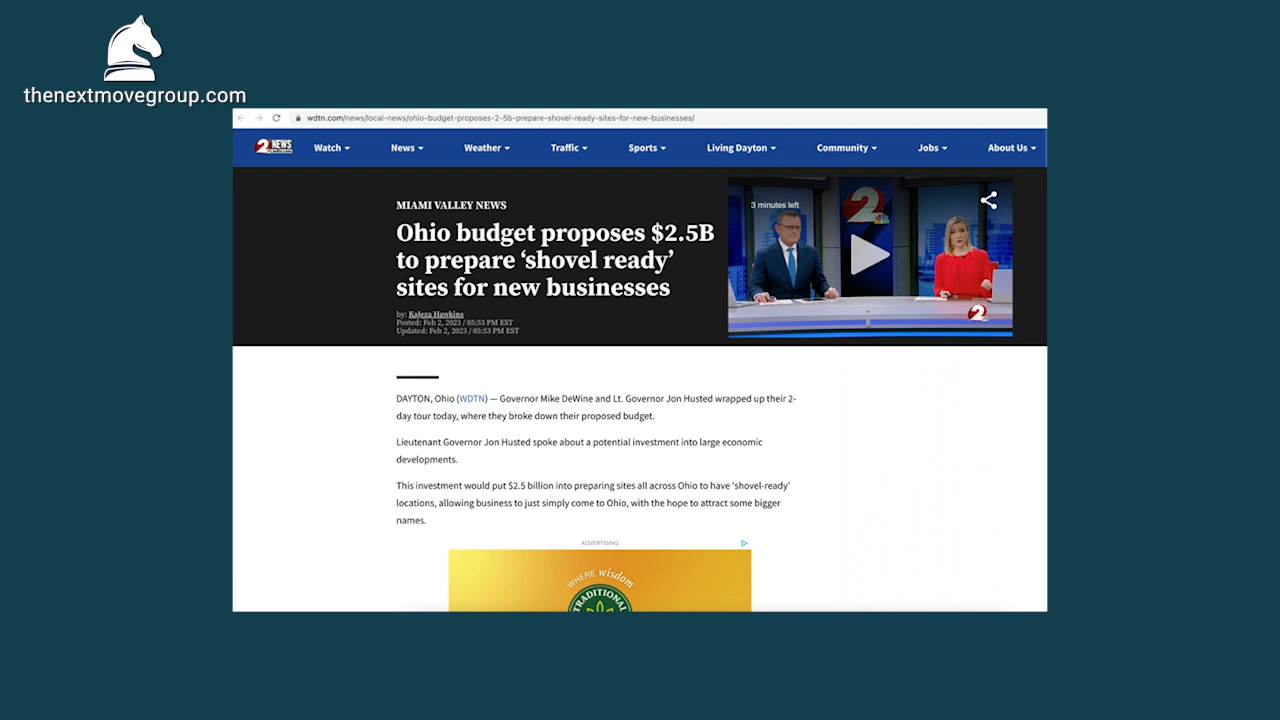 thenextmovegroup.com
wdtn.com/news/local-news/ohio-budget-proposes-2-5b-prepare-shovel-ready-sites-for-new-businesses/
2 NEWS
Watch
News
Weather
Traffic
Sports
Living Dayton
Community
Jobs
About Us
MIAMI VALLEY NEWS
Ohio budget proposes $2.5B
to prepare ‘shovel ready’
sites for new businesses
by: Kaleza Hawkins
Posted: Feb 2, 2023 / 05:53 PM EST
Updated: Feb 2, 2023 / 05:53 PM EST
3 minutes left
2
2
DAYTON, Ohio (WDTN) — Governor Mike DeWine and Lt. Governor Jon Husted wrapped up their 2-
day tour today, where they broke down their proposed budget.
Lieutenant Governor Jon Husted spoke about a potential investment into large economic
developments.
This investment would put $2.5 billion into preparing sites all across Ohio to have ‘shovel-ready’
locations, allowing business to just simply come to Ohio, with the hope to attract some bigger
names.
ADVERTISING
WHERE wisdom
TRADITIONAL